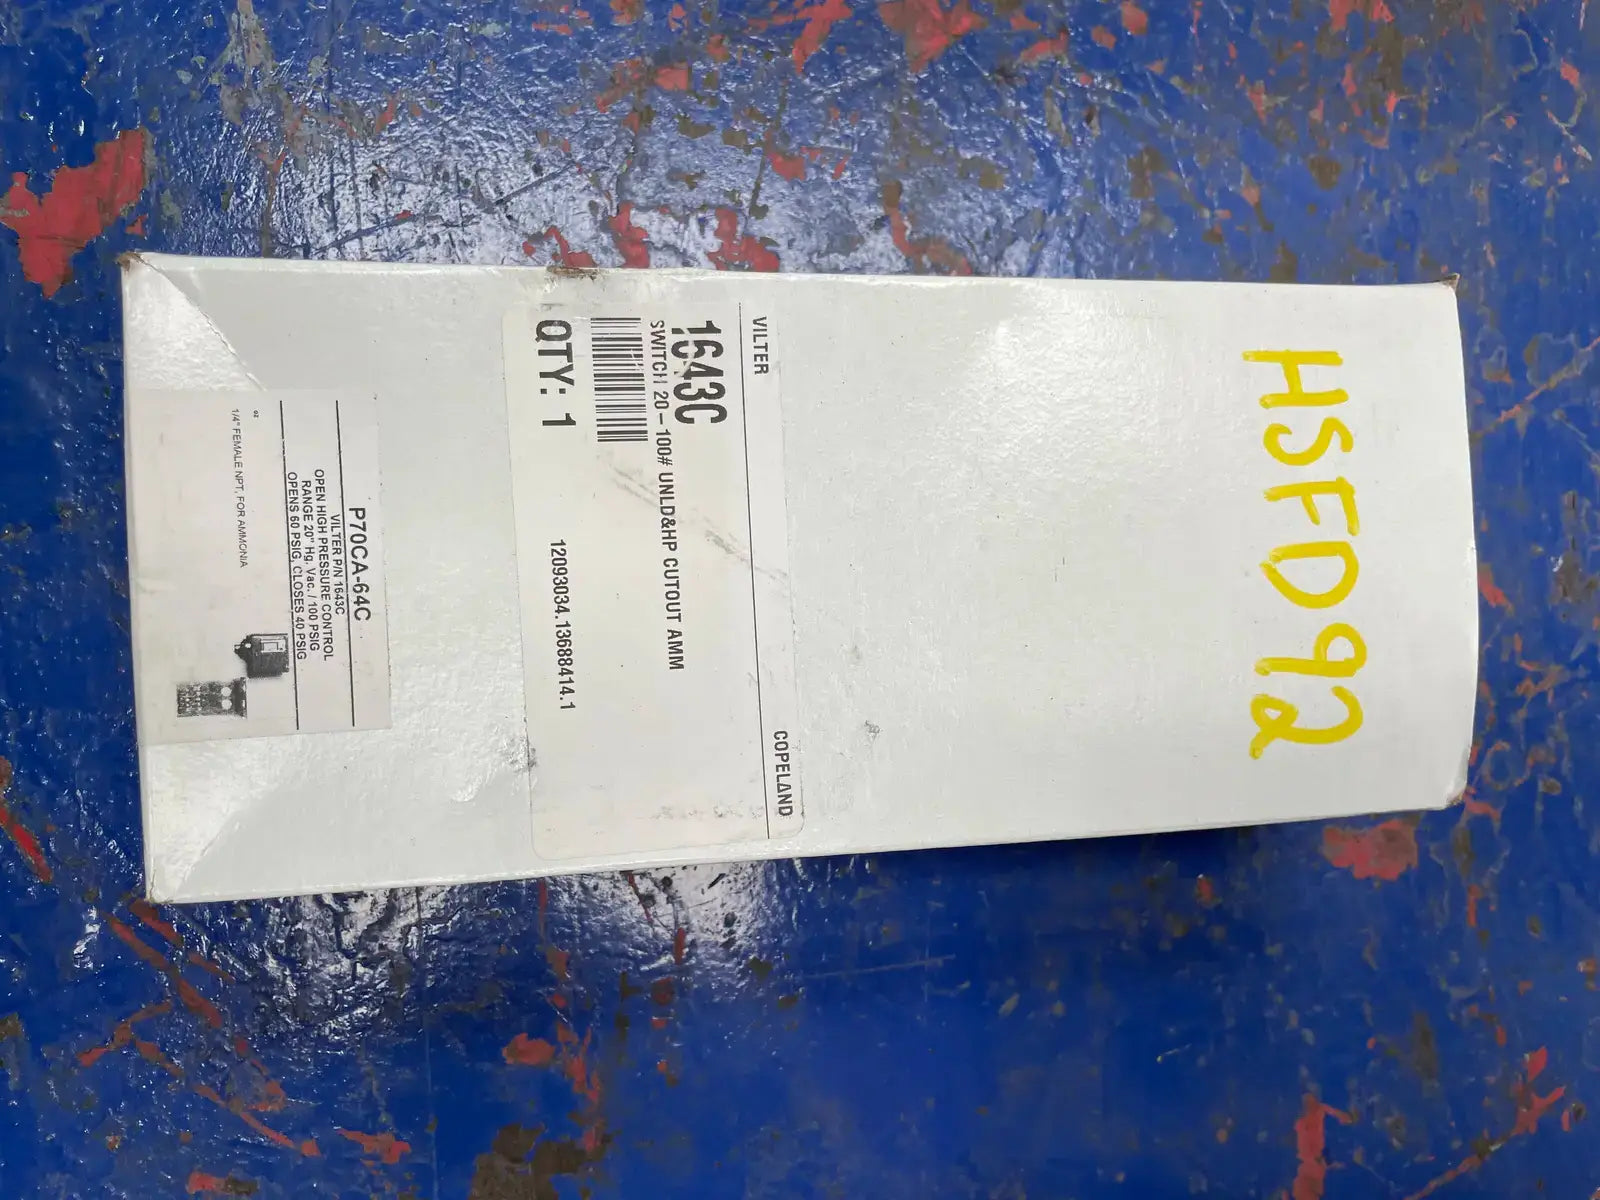 HSFD92
VILTER COPELAND
1643C
SWITCH 20-100# UNLD&HP CUTOUT AMM
QTY: 1 12093034.13688414.1
P70CA-64C
VILTER P/N 1643C
OPEN HIGH PRESSURE CONTROL
RANGE 20" Hg. Vac. / 100 PSIG
OPENS 60 PSIG, CLOSES 40 PSIG
oz
1/4" FEMALE NPT, FOR AMMONIA